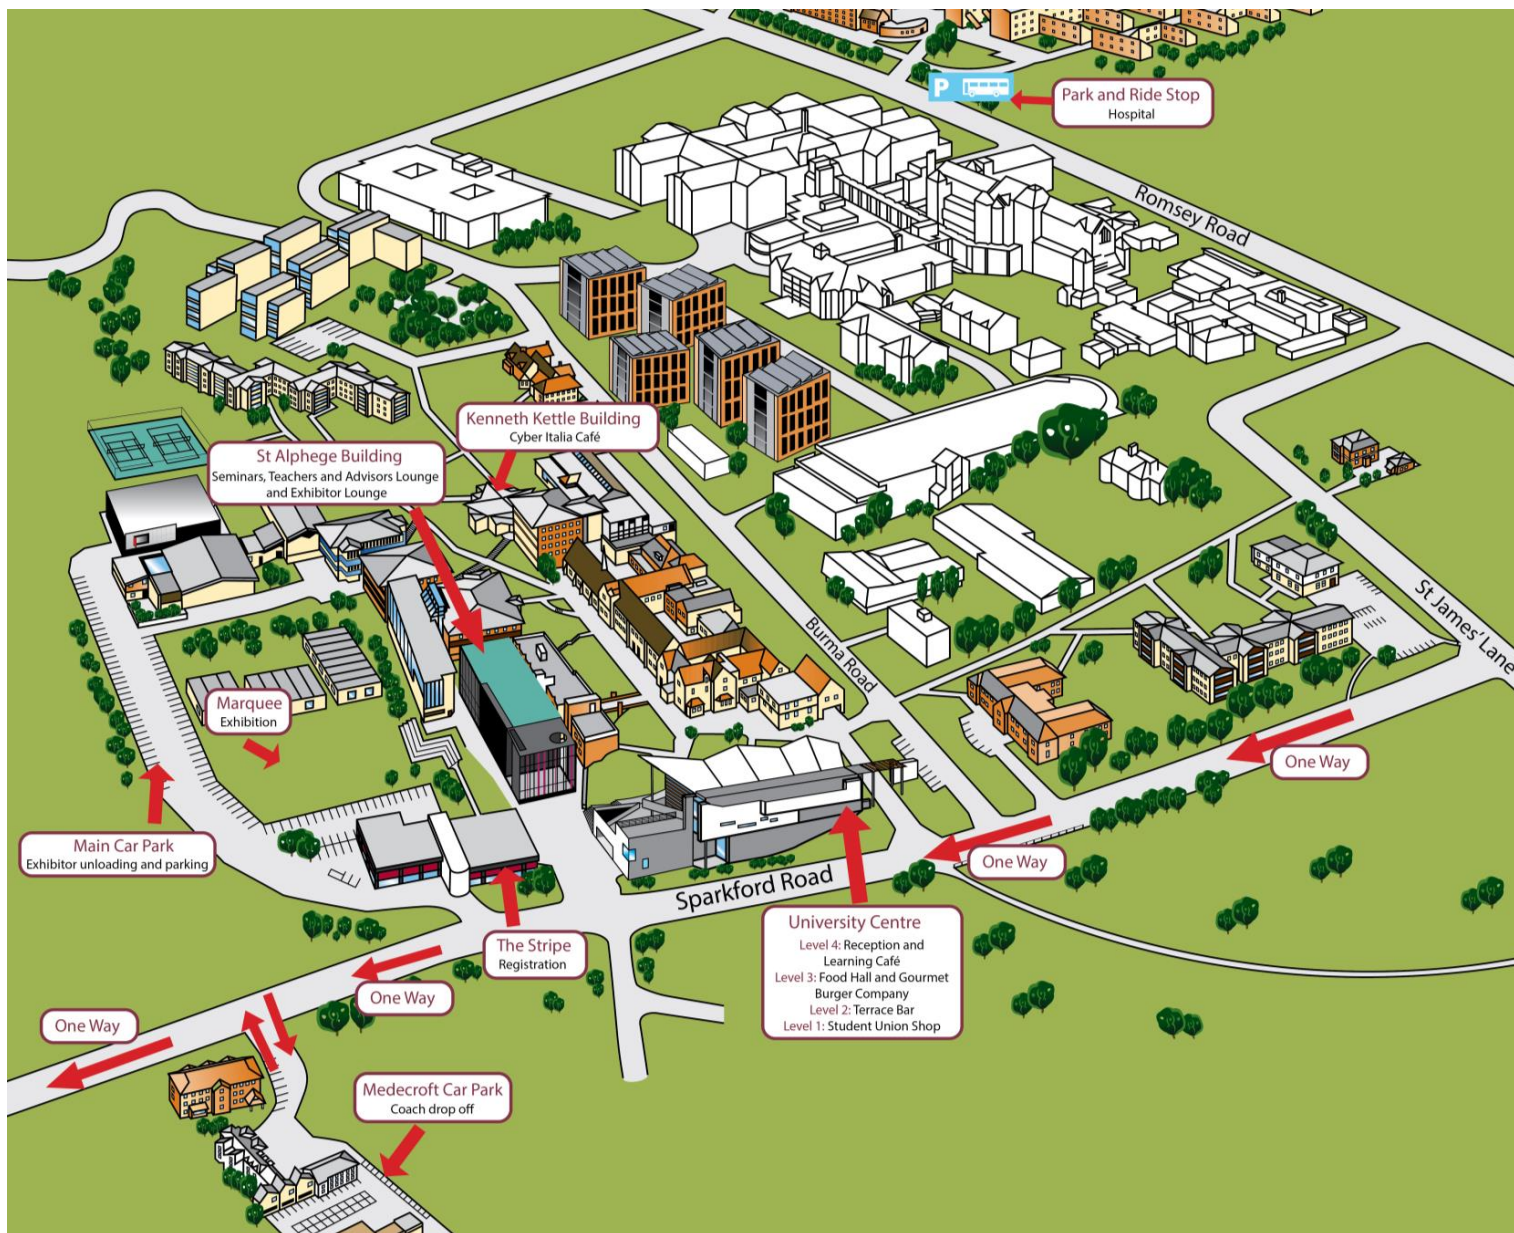 P
Park and Ride Stop
Hospital
Romsey Road
Kenneth Kettle Building
Cyber Italia Café
St Alphege Building
Seminars, Teachers and Advisors Lounge
and Exhibitor Lounge
Burma Road
St James' Lane
Marquee
Exhibition
One Way
Main Car Park
Exhibitor unloading and parking
One Way
Sparkford Road
University Centre
Level 4: Reception and
Learning Café
Level 3: Food Hall and Gourmet
Burger Company
Level 2: Terrace Bar
Level 1: Student Union Shop
The Stripe
Registration
One Way
One Way
Medecroft Car Park
Coach drop off